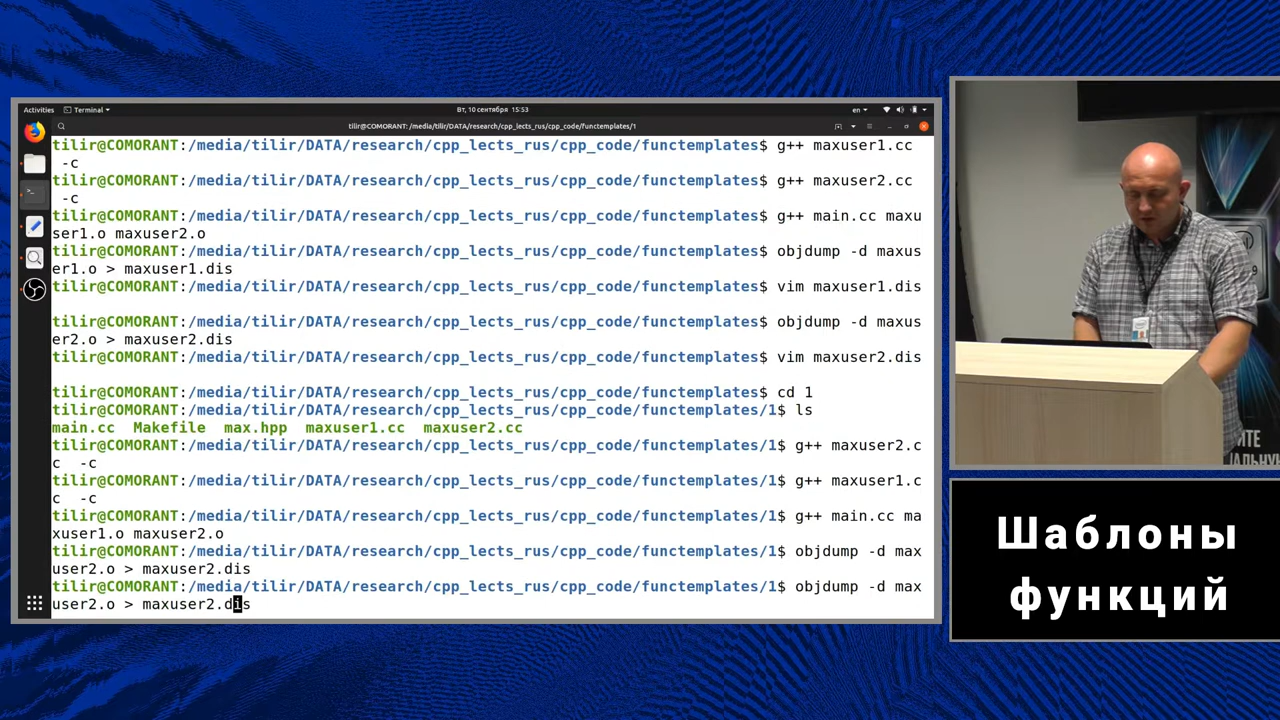 Activities Terminal Вт, 10 сентября 15:53 en
tilir@COMORANT: /media/tilir/DATA/research/cpp_lects_rus/cpp_code/functemplates/1
tilir@COMORANT:/media/tilir/DATA/research/cpp_lects_rus/cpp_code/functemplates$ g++ maxuser1.cc
-c
tilir@COMORANT:/media/tilir/DATA/research/cpp_lects_rus/cpp_code/functemplates$ g++ maxuser2.cc
-c
tilir@COMORANT:/media/tilir/DATA/research/cpp_lects_rus/cpp_code/functemplates$ g++ main.cc maxu
ser1.o maxuser2.o
tilir@COMORANT:/media/tilir/DATA/research/cpp_lects_rus/cpp_code/functemplates$ objdump -d maxus
er1.o > maxuser1.dis
tilir@COMORANT:/media/tilir/DATA/research/cpp_lects_rus/cpp_code/functemplates$ vim maxuser1.dis
tilir@COMORANT:/media/tilir/DATA/research/cpp_lects_rus/cpp_code/functemplates$ objdump -d maxus
er2.o > maxuser2.dis
tilir@COMORANT:/media/tilir/DATA/research/cpp_lects_rus/cpp_code/functemplates$ vim maxuser2.dis
tilir@COMORANT:/media/tilir/DATA/research/cpp_lects_rus/cpp_code/functemplates$ cd 1
tilir@COMORANT:/media/tilir/DATA/research/cpp_lects_rus/cpp_code/functemplates/1$ ls
main.cc Makefile max.hpp maxuser1.cc maxuser2.cc
tilir@COMORANT:/media/tilir/DATA/research/cpp_lects_rus/cpp_code/functemplates/1$ g++ maxuser2.c
c -c
tilir@COMORANT:/media/tilir/DATA/research/cpp_lects_rus/cpp_code/functemplates/1$ g++ maxuser1.c
c -c
tilir@COMORANT:/media/tilir/DATA/research/cpp_lects_rus/cpp_code/functemplates/1$ g++ main.cc ma
xuser1.o maxuser2.o
tilir@COMORANT:/media/tilir/DATA/research/cpp_lects_rus/cpp_code/functemplates/1$ objdump -d max
user2.o > maxuser2.dis
tilir@COMORANT:/media/tilir/DATA/research/cpp_lects_rus/cpp_code/functemplates/1$ objdump -d max
user2.o > maxuser2.dis
Шаблоны
функций